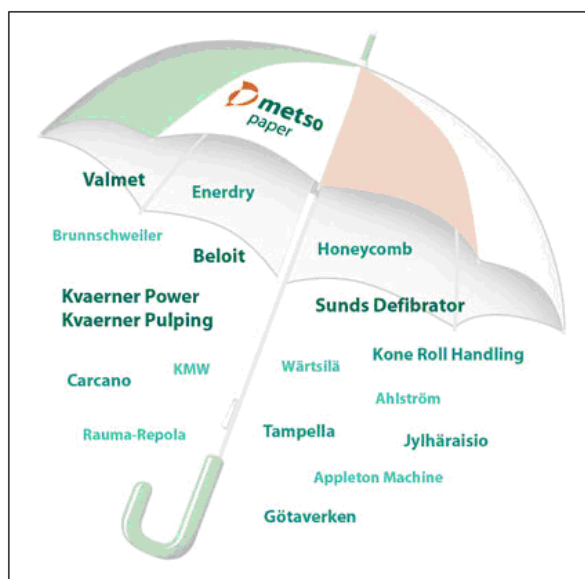 metso
paper
Valmet
Enerdry
Brunnschweiler
Beloit
Honeycomb
Kvaerner Power
Kvaerner Pulping
Sunds Defibrator
Kone Roll Handling
KMW
Wärtsilä
Carcano
Ahlström
Rauma-Repola
Tampella
Jylhäraisio
Appleton Machine
Götaverken